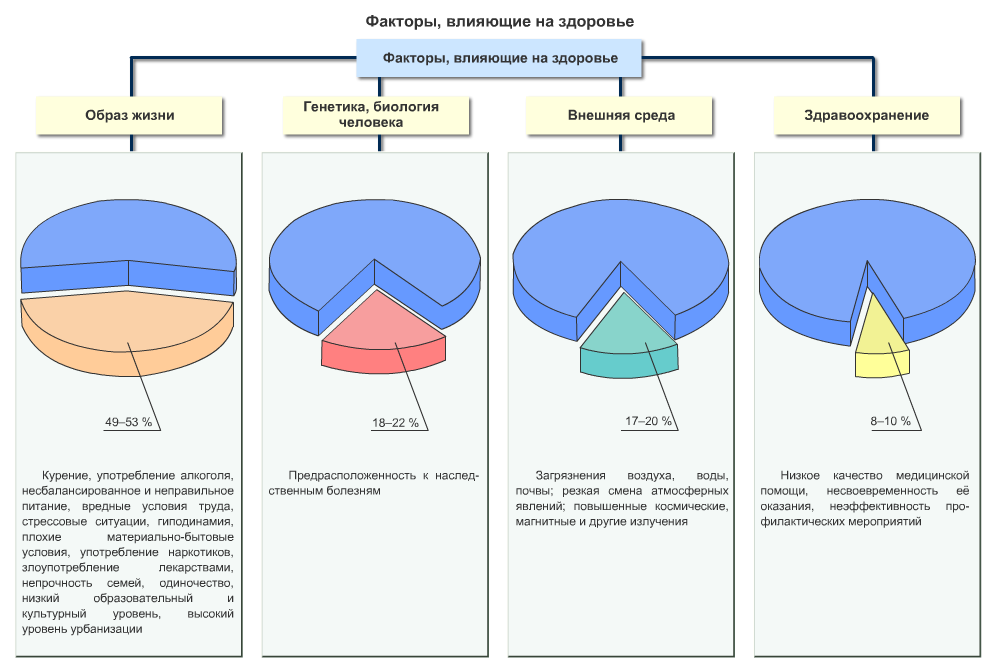 Факторы, влияющие на здоровье
Факторы, влияющие на здоровье
Образ жизни
Генетика, биология
человека
Внешняя среда
Здравоохранение
49–53 %
18–22 %
17–20 %
8–10 %
Курение, употребление алкоголя,
несбалансированное и неправильное
питание, вредные условия труда,
стрессовые ситуации, гиподинамия,
плохие материально-бытовые
условия, употребление наркотиков,
злоупотребление лекарствами,
непрочность семей, одиночество,
низкий образовательный и
культурный уровень, высокий
уровень урбанизации
Предрасположенность к наслед-
ственным болезням
Загрязнения воздуха, воды,
почвы; резкая смена атмосферных
явлений; повышенные космические,
магнитные и другие излучения
Низкое качество медицинской
помощи, несвоевременность её
оказания, неэффективность про-
филактических мероприятий